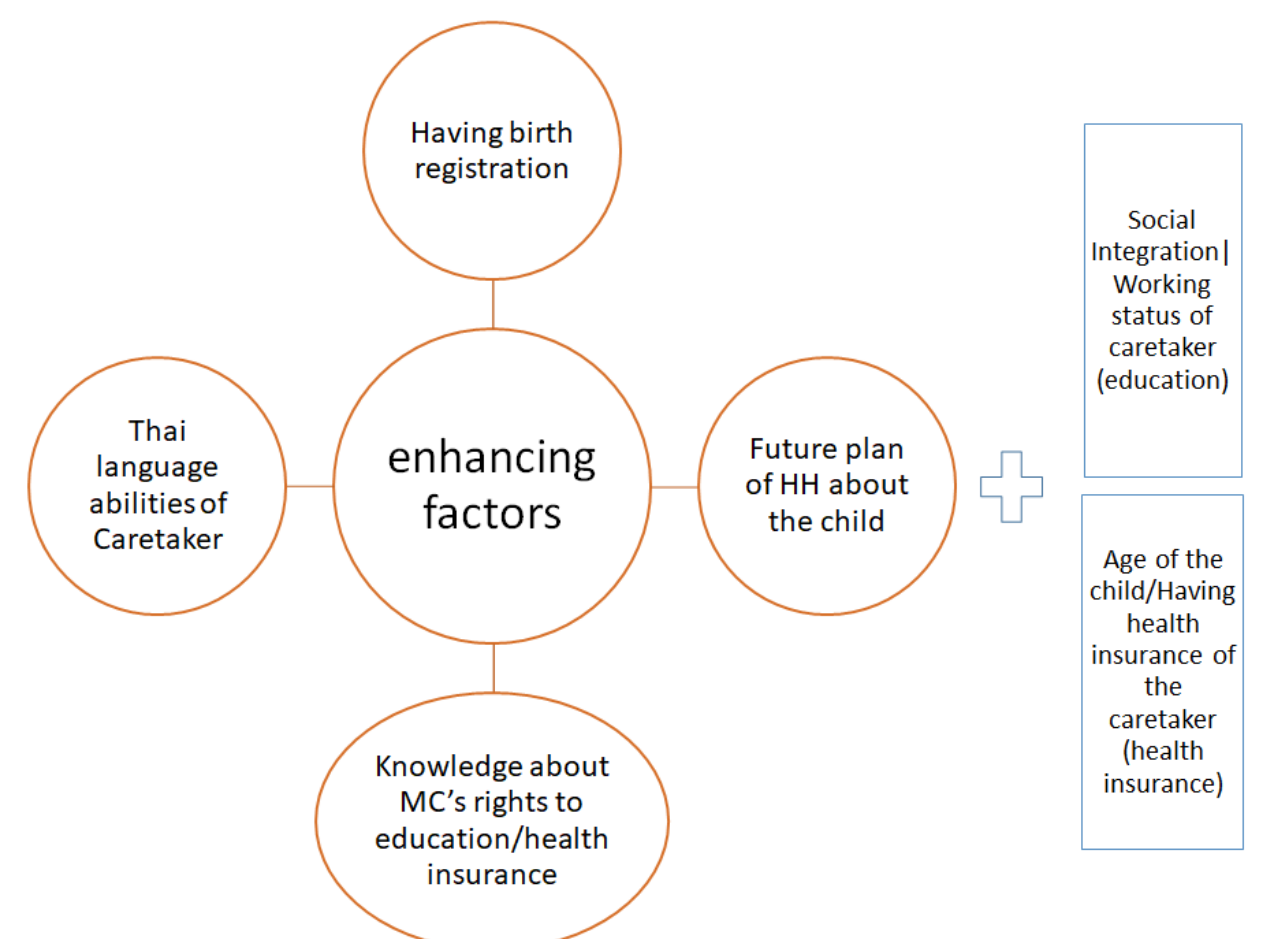 Having birth
registration
Thai
language
abilities of
Caretaker
enhancing
factors
Future plan
of HH about
the child
Knowledge about
MC’s rights to
education/health
insurance
Social
Integration|
Working
status of
caretaker
(education)
Age of the
child/Having
health
insurance of
the
caretaker
(health
insurance)